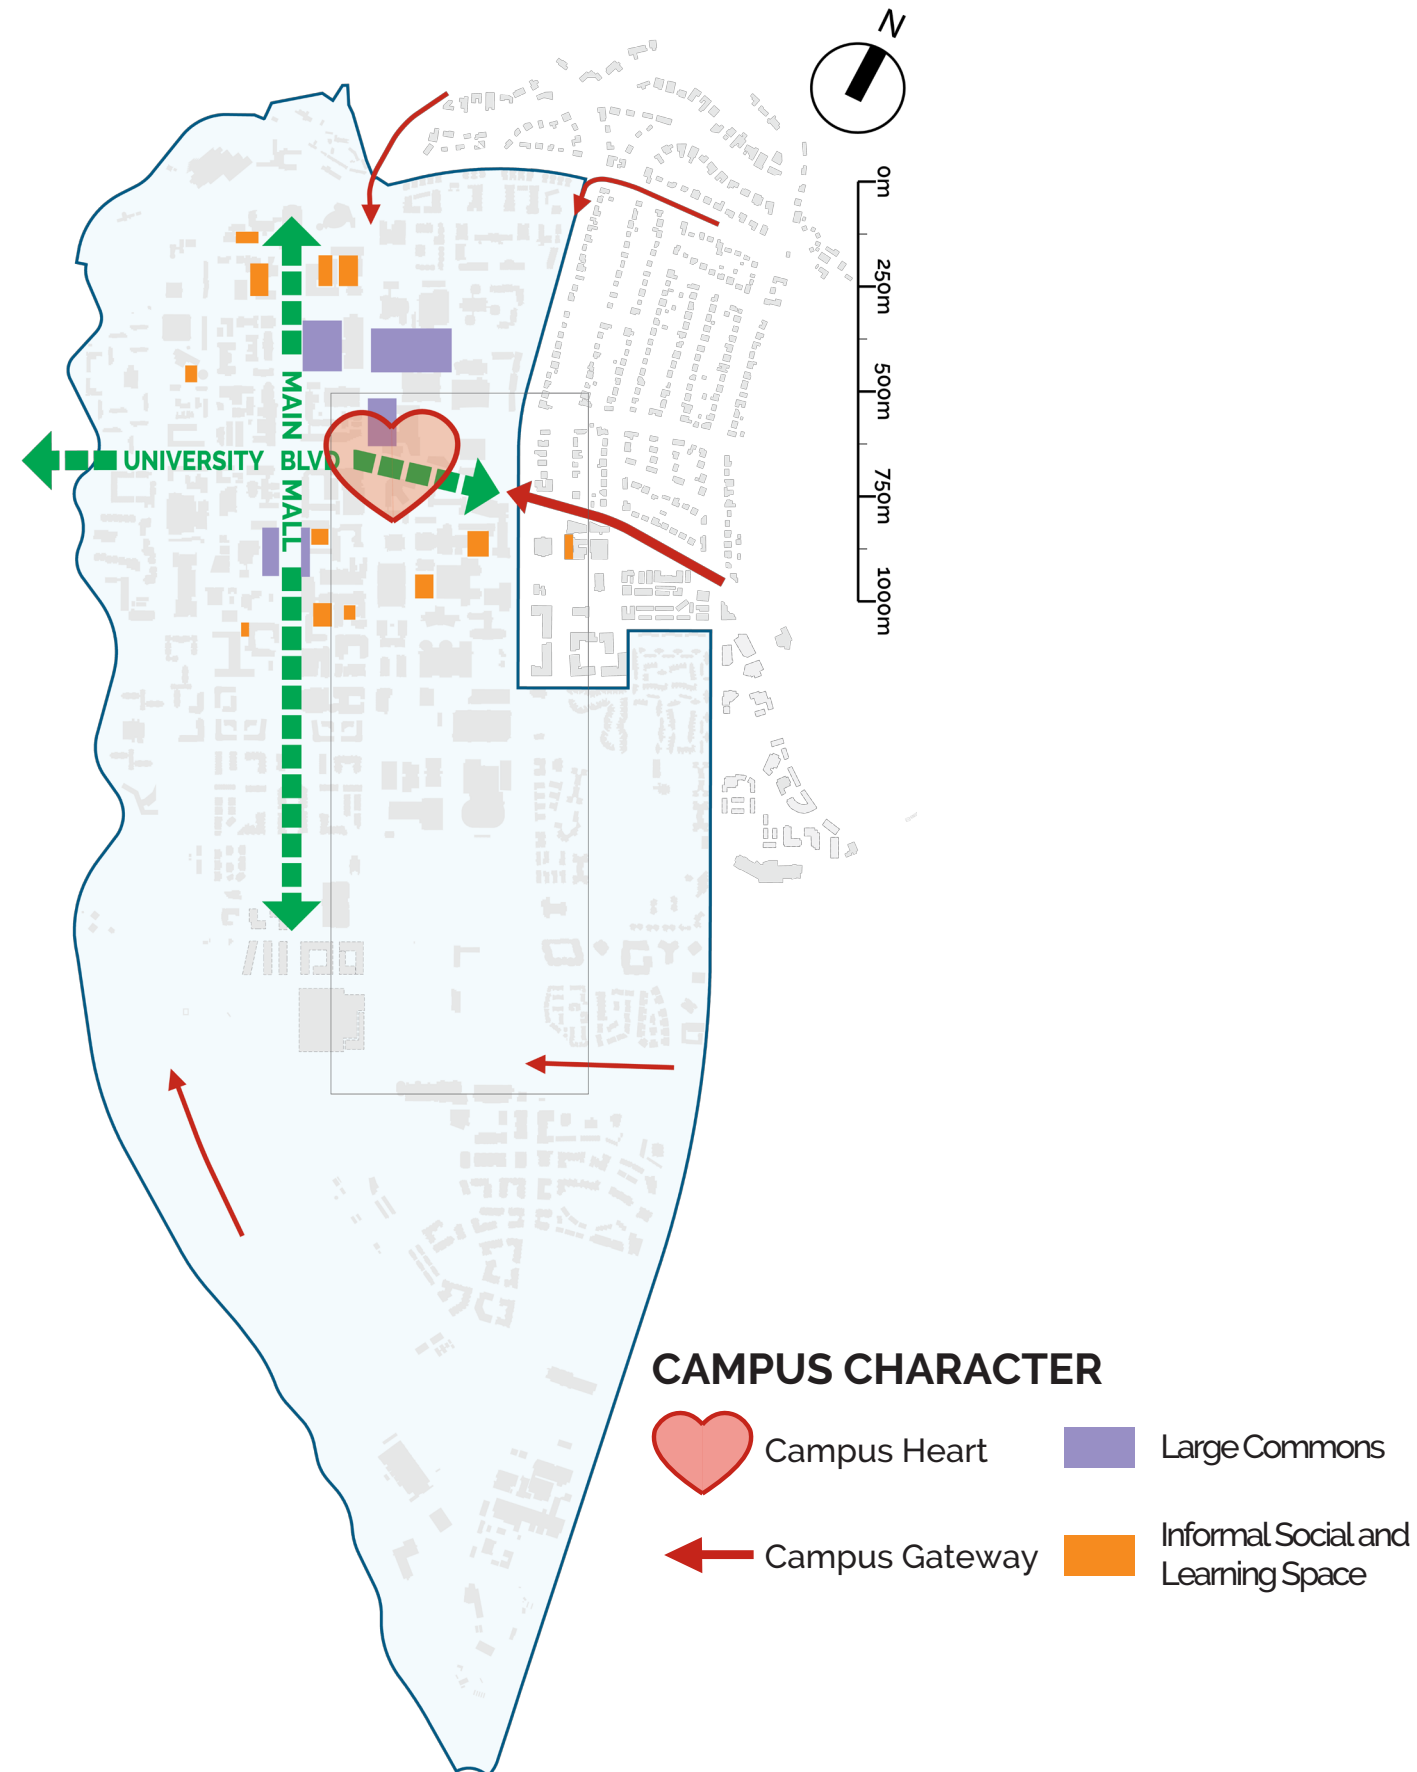 N
0m
250m
500m
750m
1000m
MAIN MALL
UNIVERSITY BLVD
CAMPUS CHARACTER
Campus Heart
Large Commons
Campus Gateway
Informal Social and
Learning Space